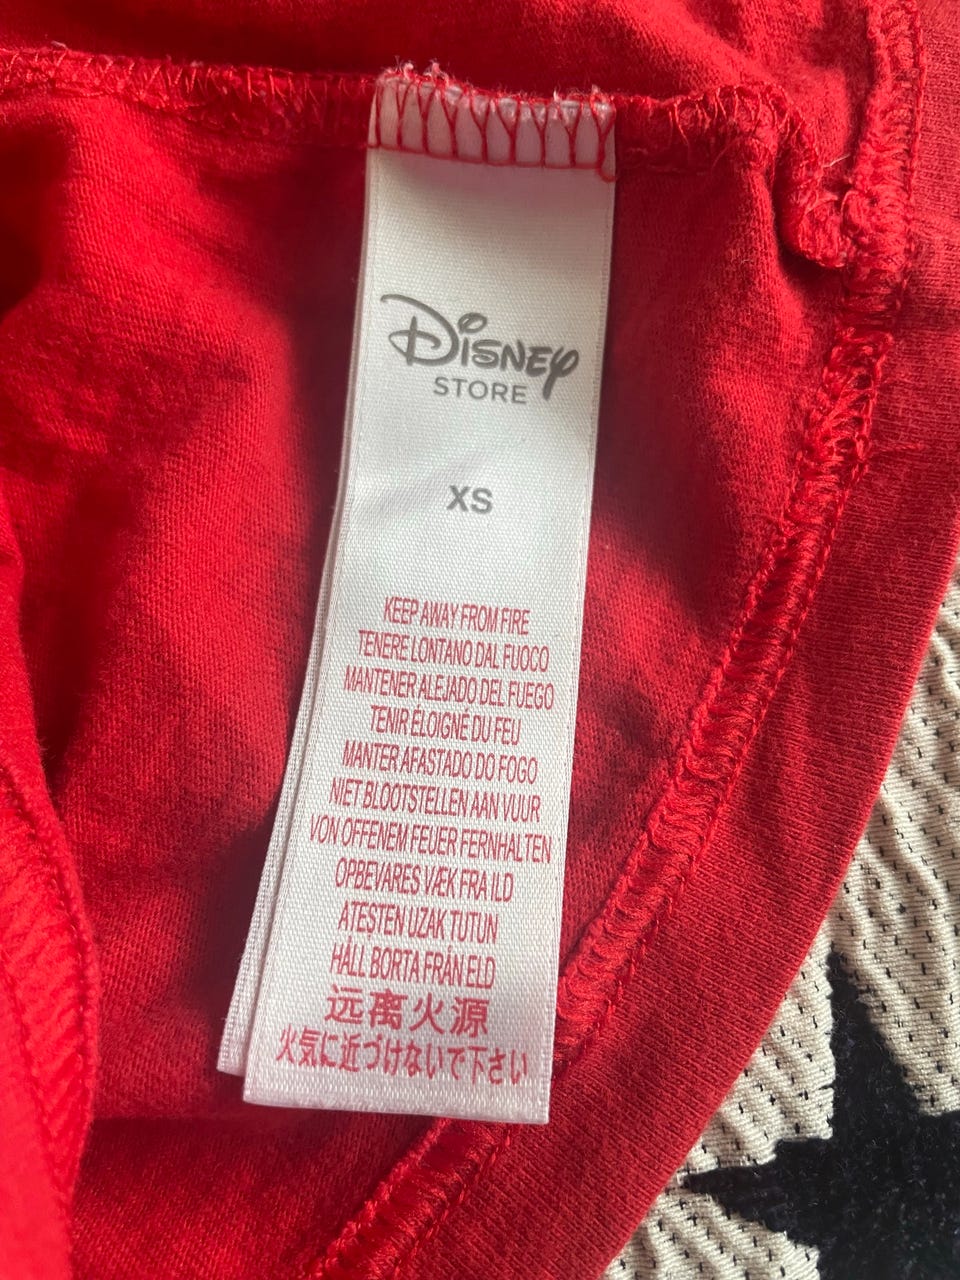 Disney
STORE
XS
KEEP AWAY FROM FIRE
TENERE LONTANO DAL FUOCO
MANTENER ALEJADO DEL FUEGO
TENIR ÉLOIGNÉ DU FEU
MANTER AFASTADO DO FOGO
NIET BLOOTSTELLEN AAN VUUR
VON OFFENEM FEUER FERNHALTEN
OPBEVARES VÆK FRA ILD
ATESTEN UZAK TUTUN
HÅLL BORTA FRÅN ELD
远离火源
火気に近づけないで下さい